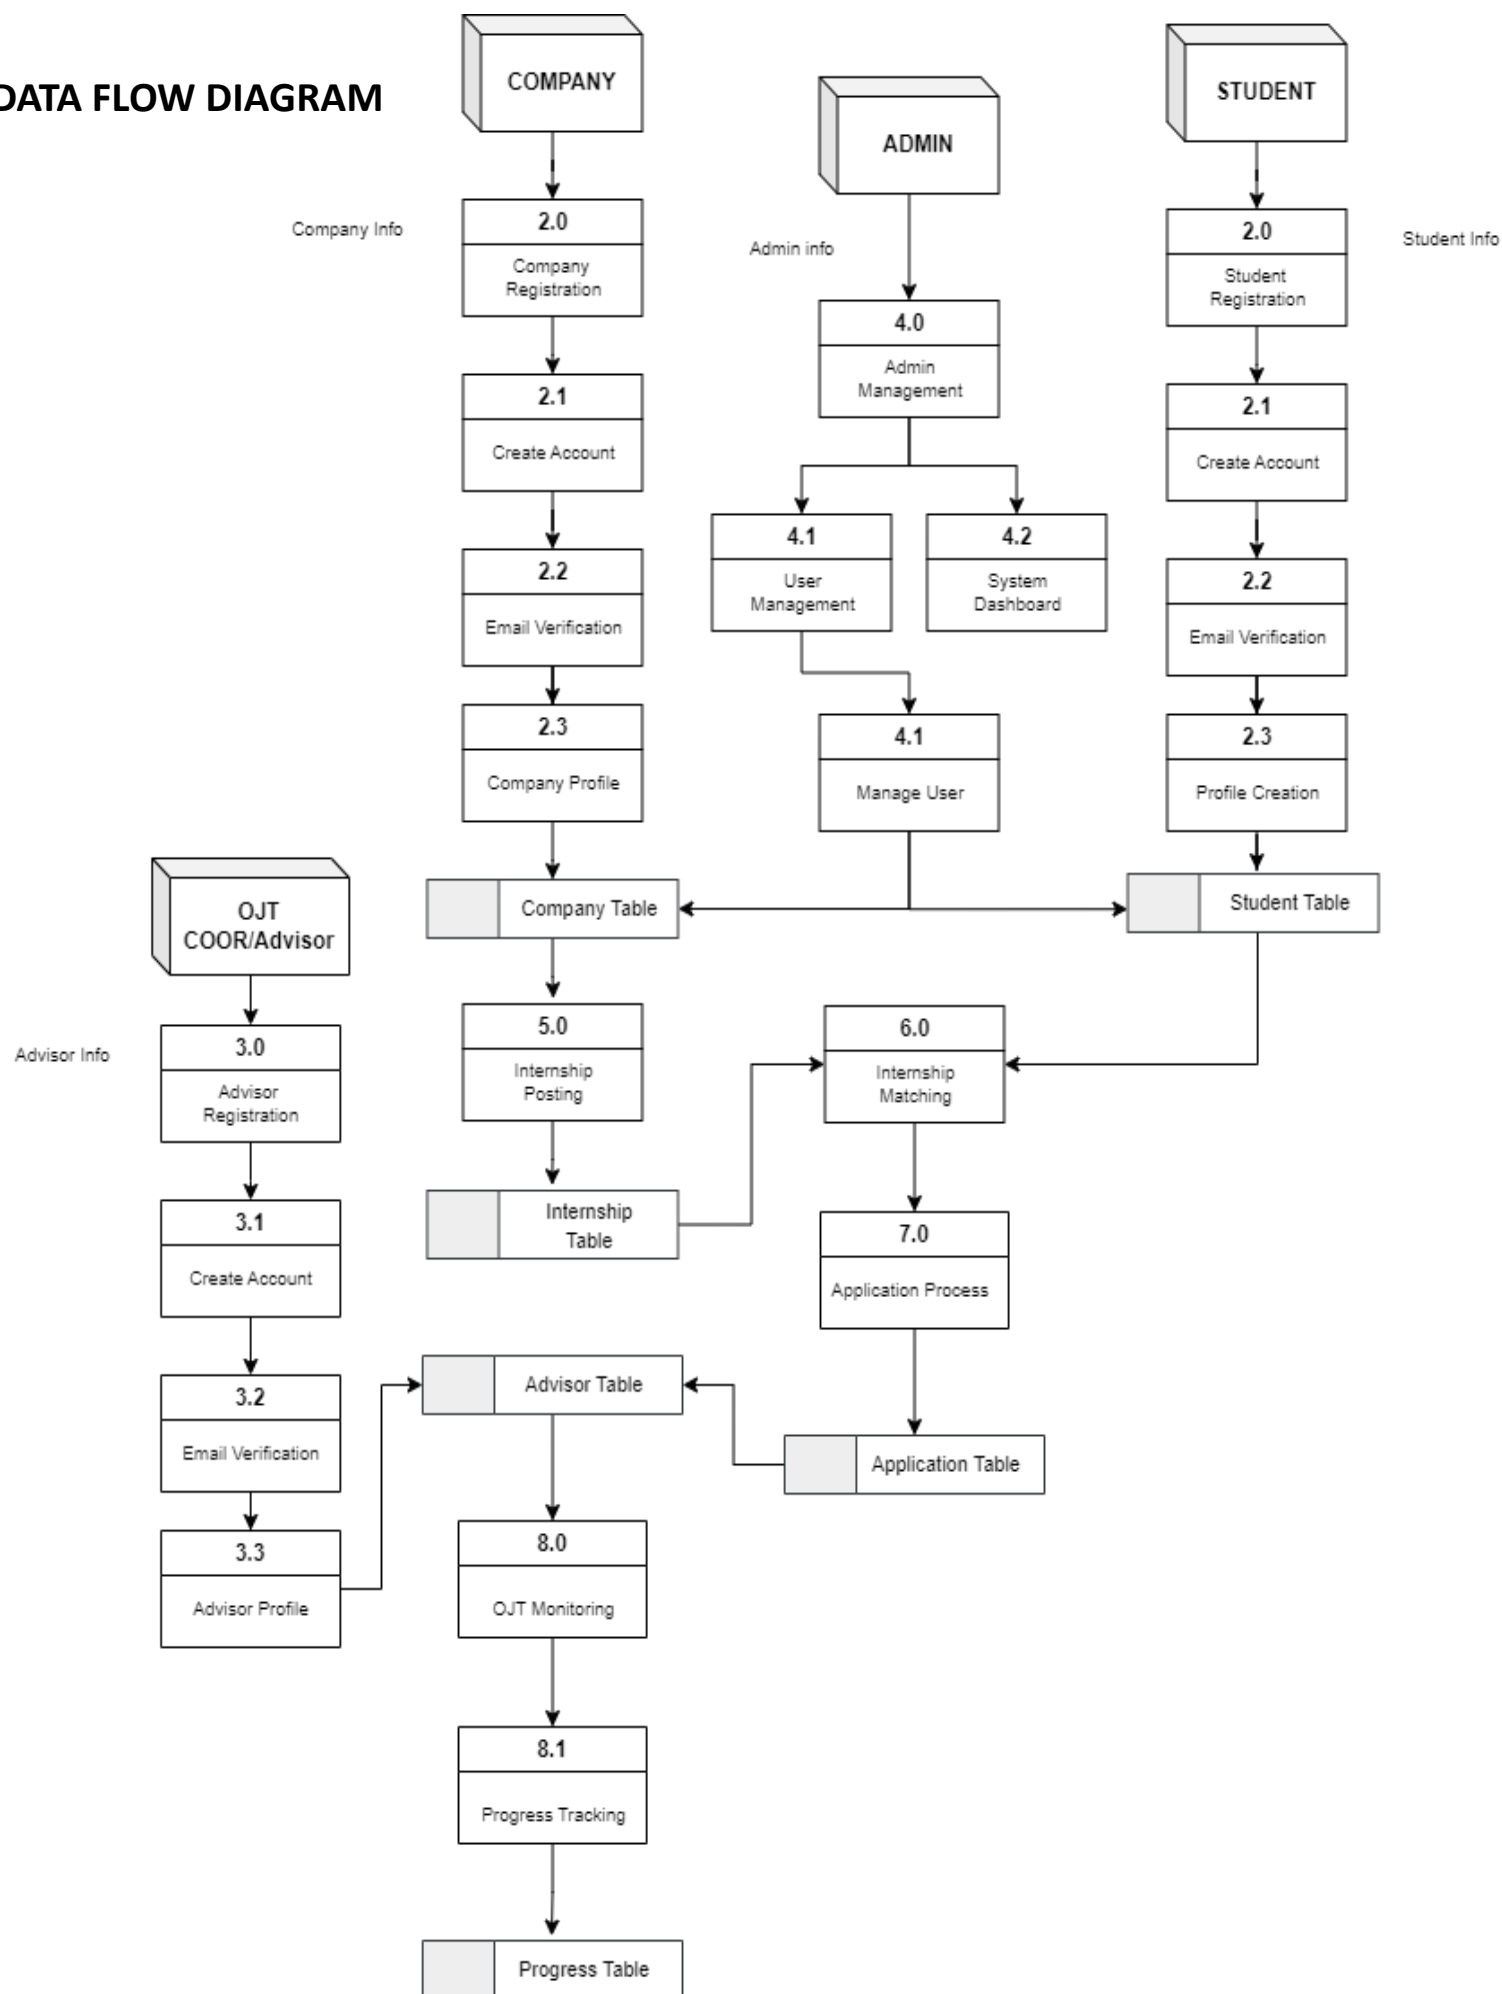 DATA FLOW DIAGRAM
COMPANY
ADMIN
STUDENT
Company Info
2.0
Company
Registration
Admin info
2.0
Student
Registration
Student Info
4.0
Admin
Management
2.1
Create Account
2.1
Create Account
4.1
User
Management
4.2
System
Dashboard
2.2
Email Verification
2.2
Email Verification
2.3
Company Profile
4.1
Manage User
2.3
Profile Creation
OJT
COOR/Advisor
Company Table
Student Table
Advisor Info
3.0
Advisor
Registration
5.0
Internship
Posting
6.0
Internship
Matching
3.1
Create Account
Internship
Table
7.0
Application Process
3.2
Email Verification
Advisor Table
Application Table
3.3
Advisor Profile
8.0
OJT Monitoring
8.1
Progress Tracking
Progress Table